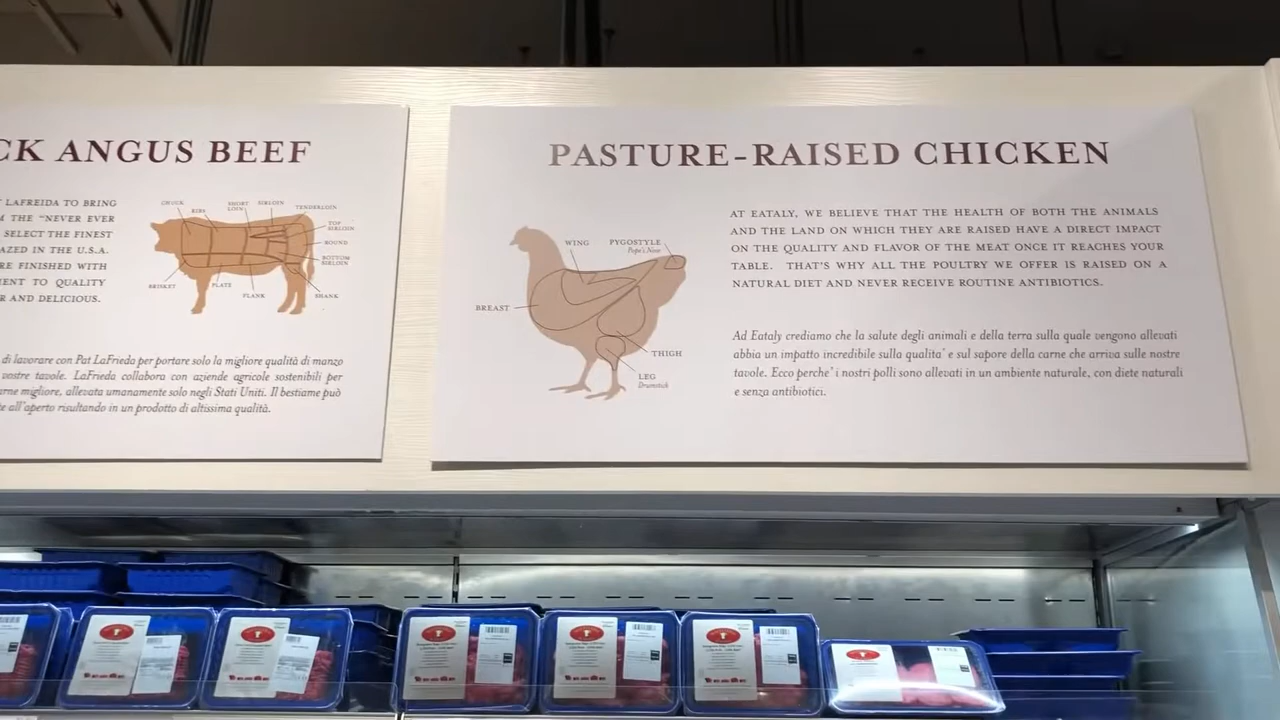 CK ANGUS BEEF
LAFREIDA TO BRING
THE “NEVER EVER
SELECT THE FINEST
AZED IN THE U.S.A.
RE FINISHED WITH
ENT TO QUALITY
R AND DELICIOUS.
CHUCK
RIBS
SHORT
LOIN
SIRLOIN
TENDERLOIN
TOP
SIRLOIN
ROUND
BOTTOM
SIRLOIN
BRISKET
PLATE
FLANK
SHANK
di lavorare con Pat LaFrieda per portare solo la migliore qualità di manzo
vostre tavole. LaFrieda collabora con aziende agricole sostenibili per
arne migliore, allevata umanamente solo negli Stati Uniti. Il bestiame può
e all'aperto risultando in un prodotto di altissima qualità.
PASTURE-RAISED CHICKEN
WING
PYGOSTYLE
Pope's Nose
BREAST
THIGH
LEG
Drumstick
AT EATALY, WE BELIEVE THAT THE HEALTH OF BOTH THE ANIMALS
AND THE LAND ON WHICH THEY ARE RAISED HAVE A DIRECT IMPACT
ON THE QUALITY AND FLAVOR OF THE MEAT ONCE IT REACHES YOUR
TABLE. THAT'S WHY ALL THE POULTRY WE OFFER IS RAISED ON A
NATURAL DIET AND NEVER RECEIVE ROUTINE ANTIBIOTICS.
Ad Eataly crediamo che la salute degli animali e della terra sulla quale vengono allevati
abbia un impatto incredibile sulla qualita' e sul sapore della carne che arriva sulle nostre
tavole. Ecco perche' i nostri polli sono allevati in un ambiente naturale, con diete naturali
e senza antibiotici.